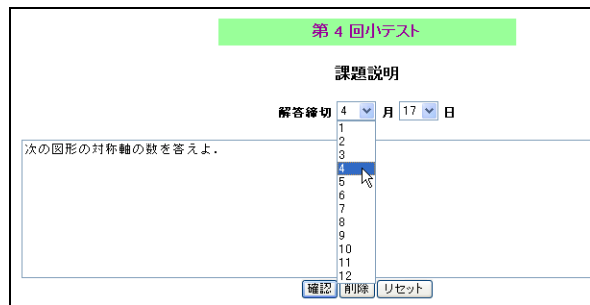 第 4 回小テスト
課題説明
解答締切 4 月 17 日
1
2
3
4
5
6
7
8
9
10
11
12
次の図形の対称軸の数を答えよ.
確認 削除 リセット